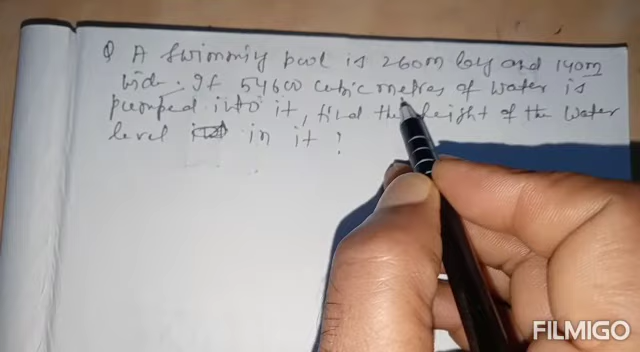 Q A swimming pool is 260m long and 140m
wide. If 54600 cubic metres of water is
pumped into it, find the height of the water
level in it ?
FILMIGO